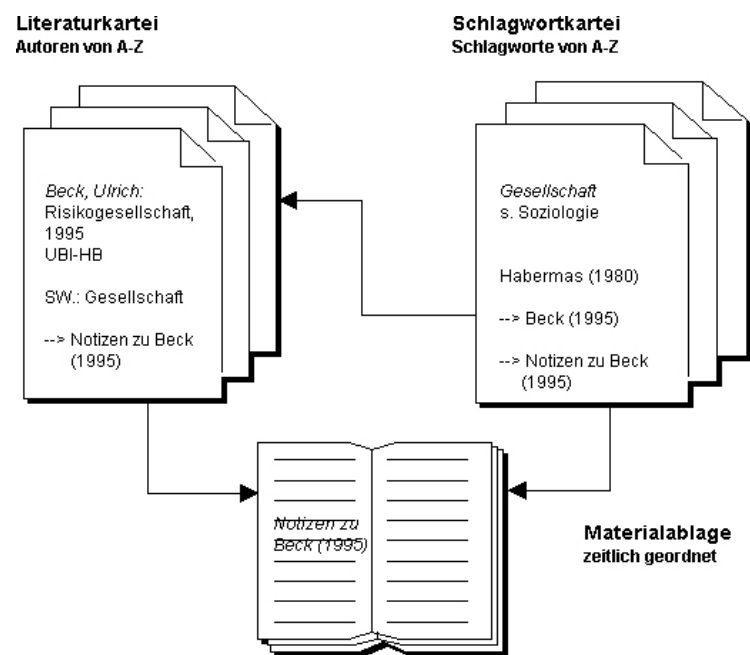 Literaturkartei
Autoren von A-Z
Beck, Ulrich:
Risikogesellschaft,
1995
UBI-HB
SW.: Gesellschaft
--> Notizen zu Beck
(1995)
Schlagwortkartei
Schlagworte von A-Z
Gesellschaft
s. Soziologie
Habermas (1980)
--> Beck (1995)
--> Notizen zu Beck
(1995)
Notizen zu
Beck (1995)
Materialablage
zeitlich geordnet